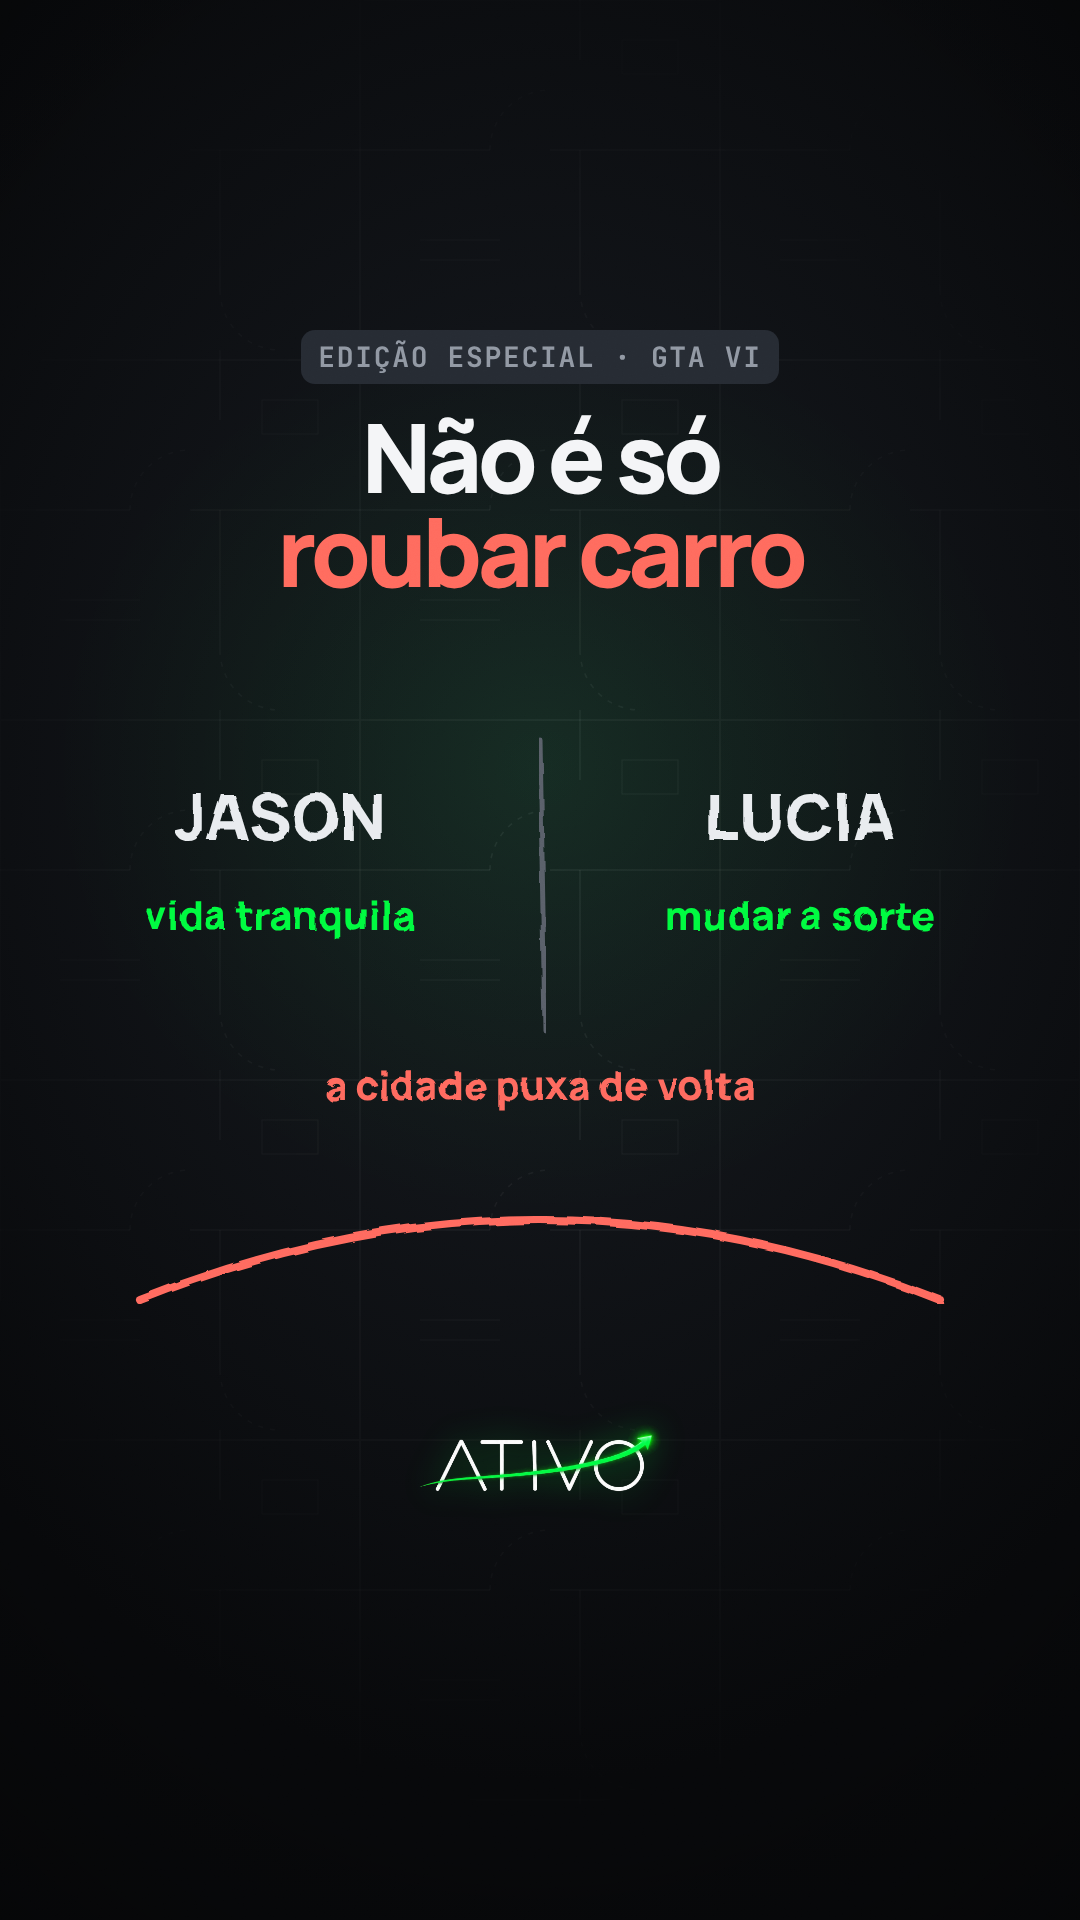 EDIÇÃO ESPECIAL · GTA VI
Não é só
roubar carro
JASON
LUCIA
vida tranquila
mudar a sorte
a cidade puxa de volta
ATIVO